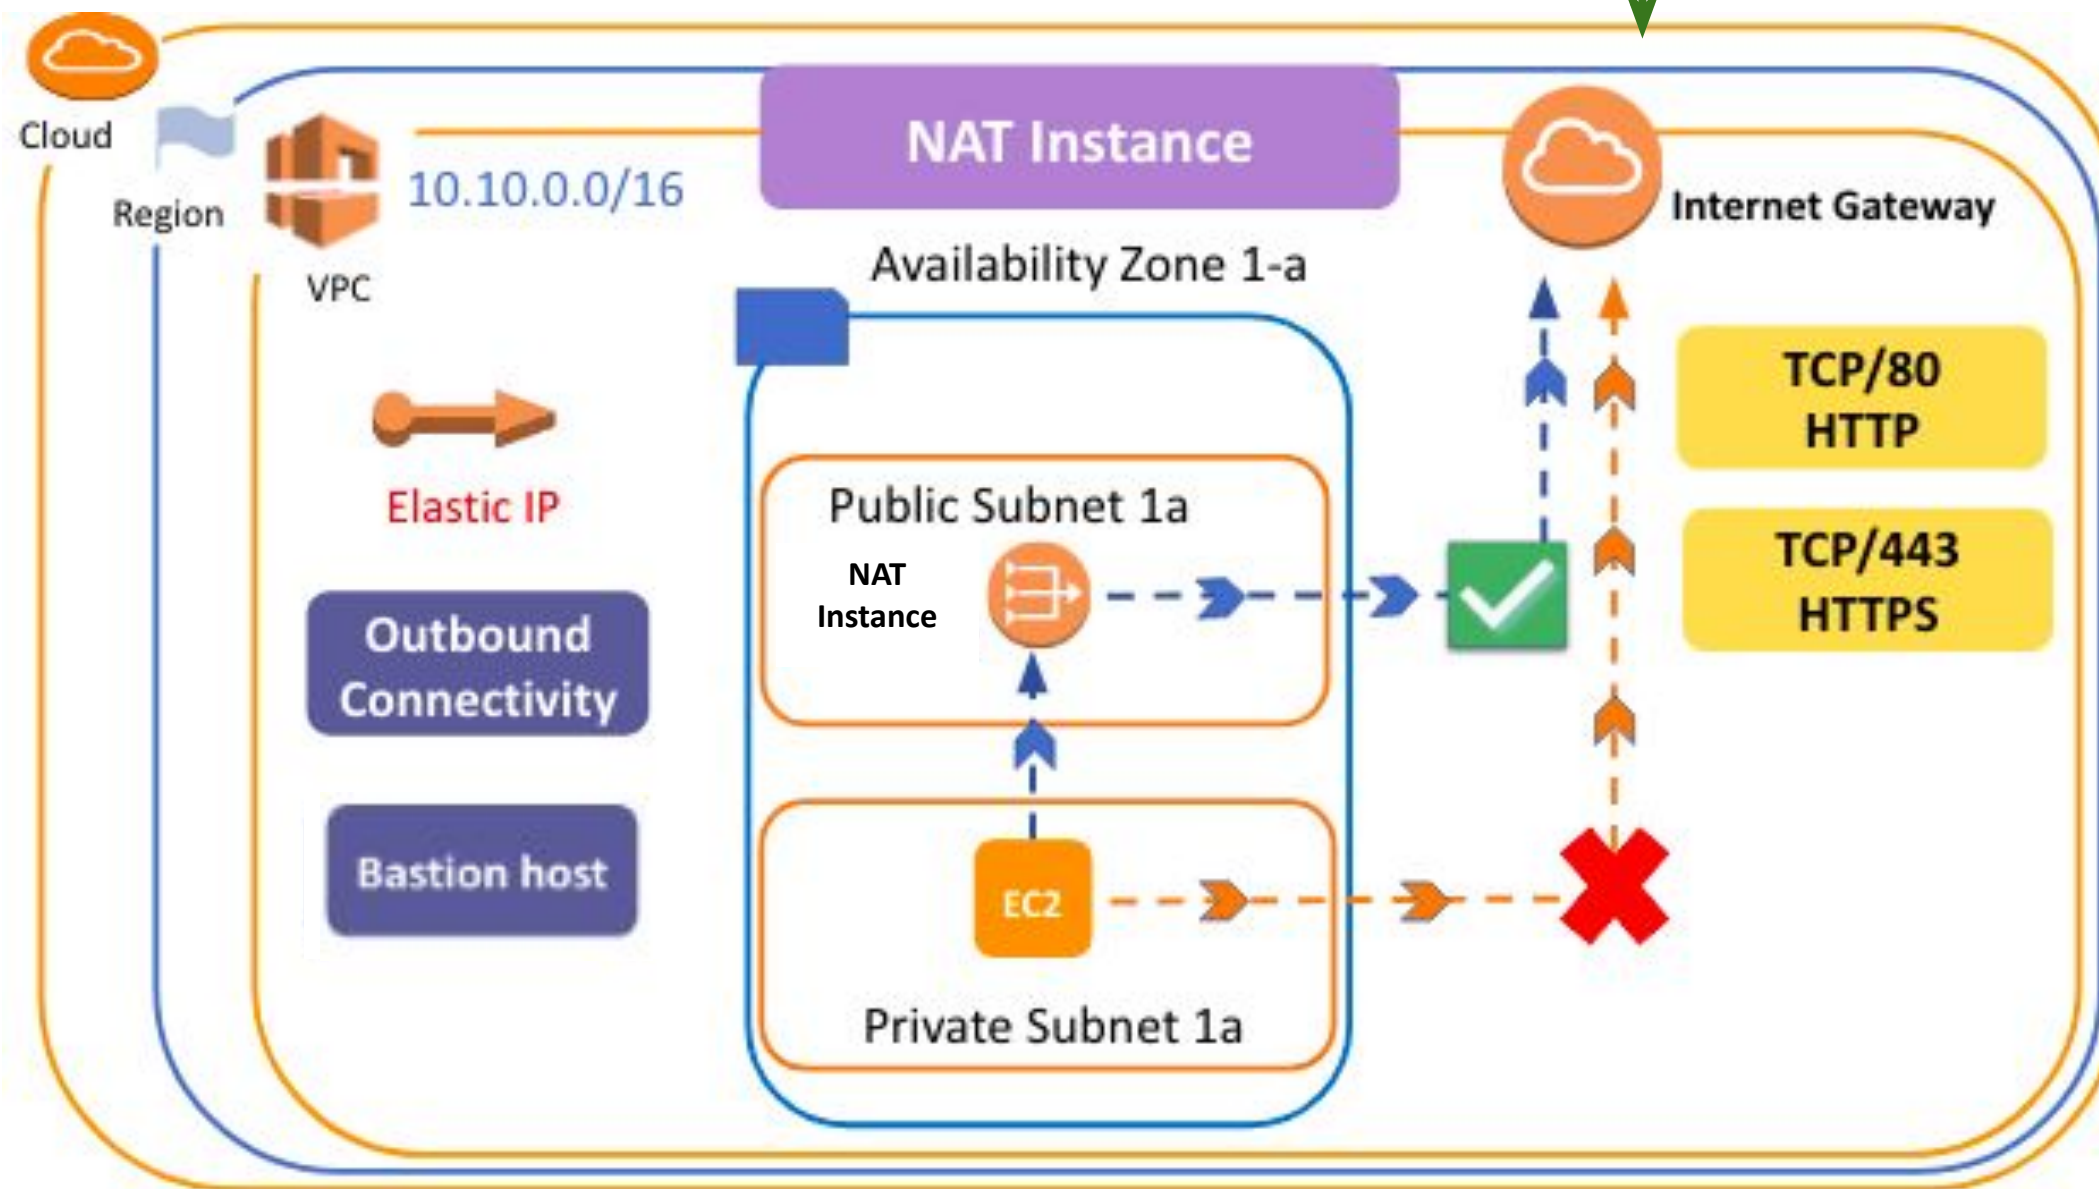 Cloud
Region
VPC
10.10.0.0/16
NAT Instance
Internet Gateway
Availability Zone 1-a
Elastic IP
Outbound
Connectivity
Bastion host
Public Subnet 1a
NAT
Instance
EC2
Private Subnet 1a
TCP/80
HTTP
TCP/443
HTTPS